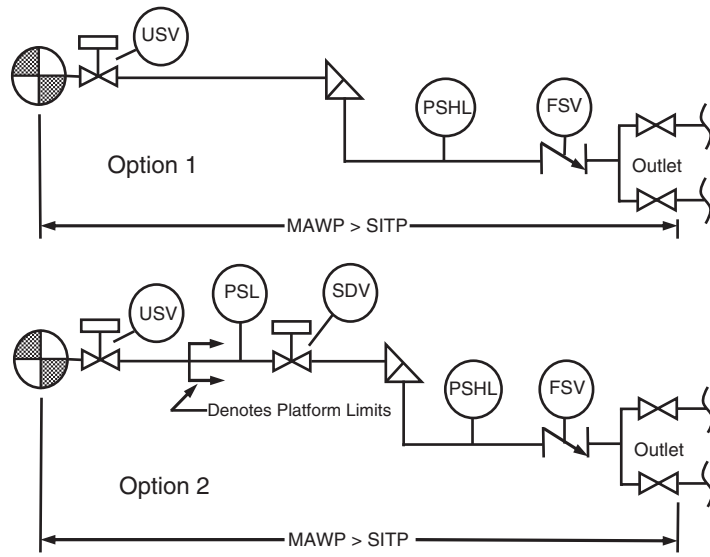 USV
PSHL
FSV
Option 1
Outlet
MAWP > SITP
USV
PSL
SDV
PSHL
FSV
Denotes Platform Limits
Outlet
Option 2
MAWP > SITP